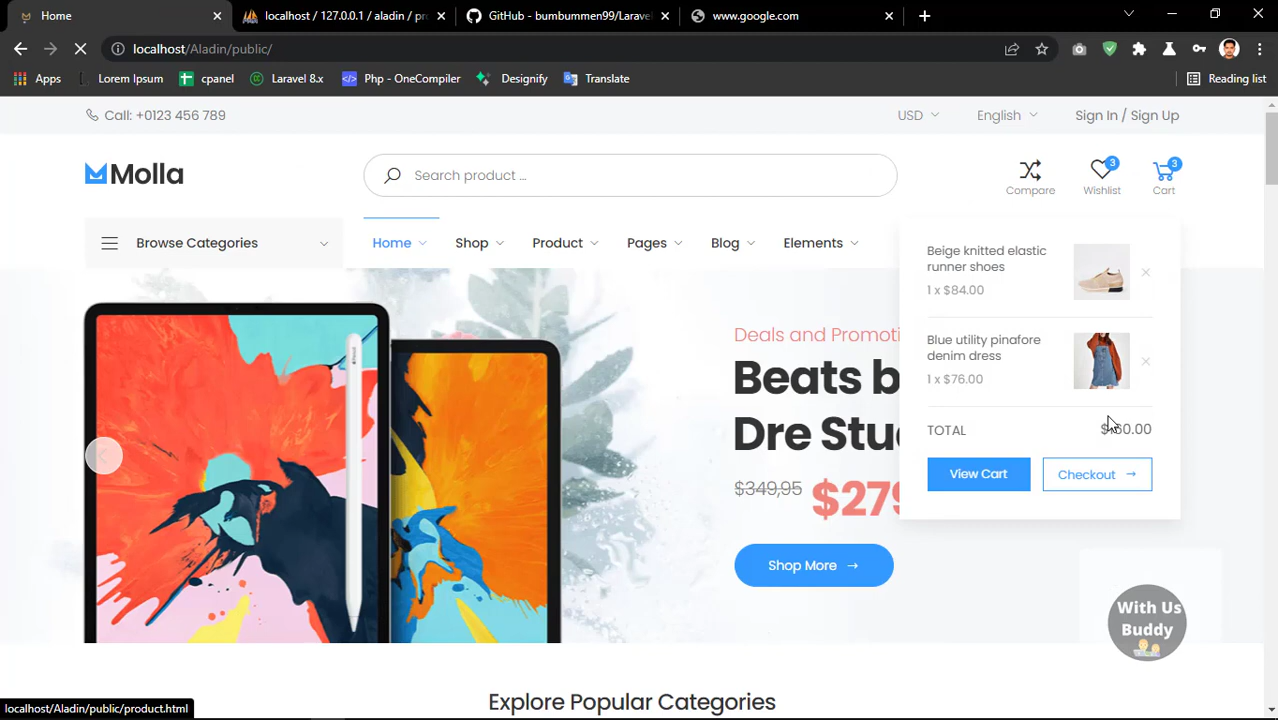 Home
localhost / 127.0.0.1 / aladin / pr
GitHub - bumbummen99/Laravel
www.google.com
localhost/Aladin/public/
Apps
Lorem Ipsum
cpanel
Laravel 8.x
Php - OneCompiler
Designify
Translate
Reading list
Call: +0123 456 789
USD
English
Sign In / Sign Up
Molla
Search product ...
Compare
3
Wishlist
3
Cart
Browse Categories
Home
Shop
Product
Pages
Blog
Elements
Beige knitted elastic
runner shoes
1 x $84.00
Blue utility pinafore
denim dress
1 x $76.00
TOTAL
View Cart
Checkout →
Deals and Promoti
Beats b
Dre Stu
$349,95
$279
Shop More →
With Us
Buddy
Explore Popular Categories
localhost/Aladin/public/product.html